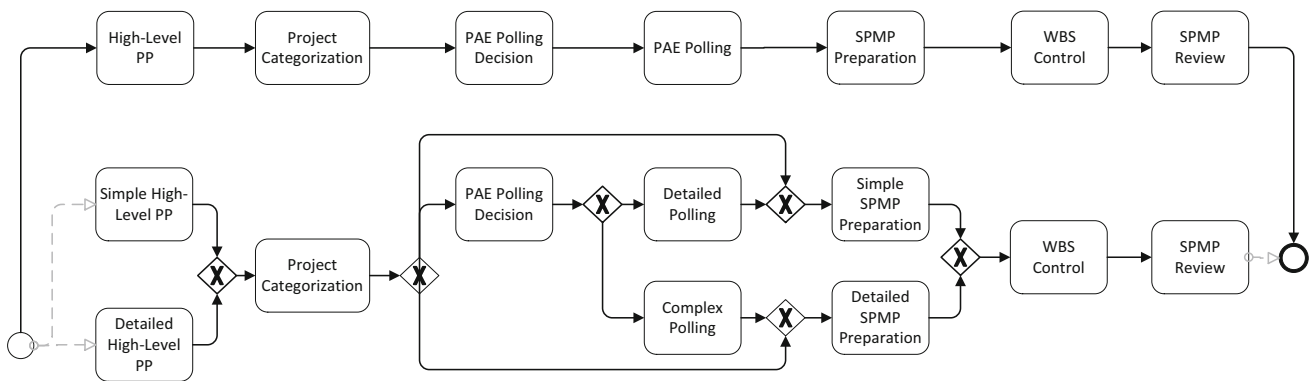 High-Level
PP
Project
Categorization
PAE Polling
Decision
PAE Polling
SPMP
Preparation
WBS
Control
SPMP
Review
Simple High-
Level PP
Detailed
High-Level
PP
Project
Categorization
X
X
PAE Polling
Decision
X
Detailed
Polling
Complex
Polling
X
X
Simple
SPMP
Preparation
Detailed
SPMP
Preparation
X
WBS
Control
SPMP
Review